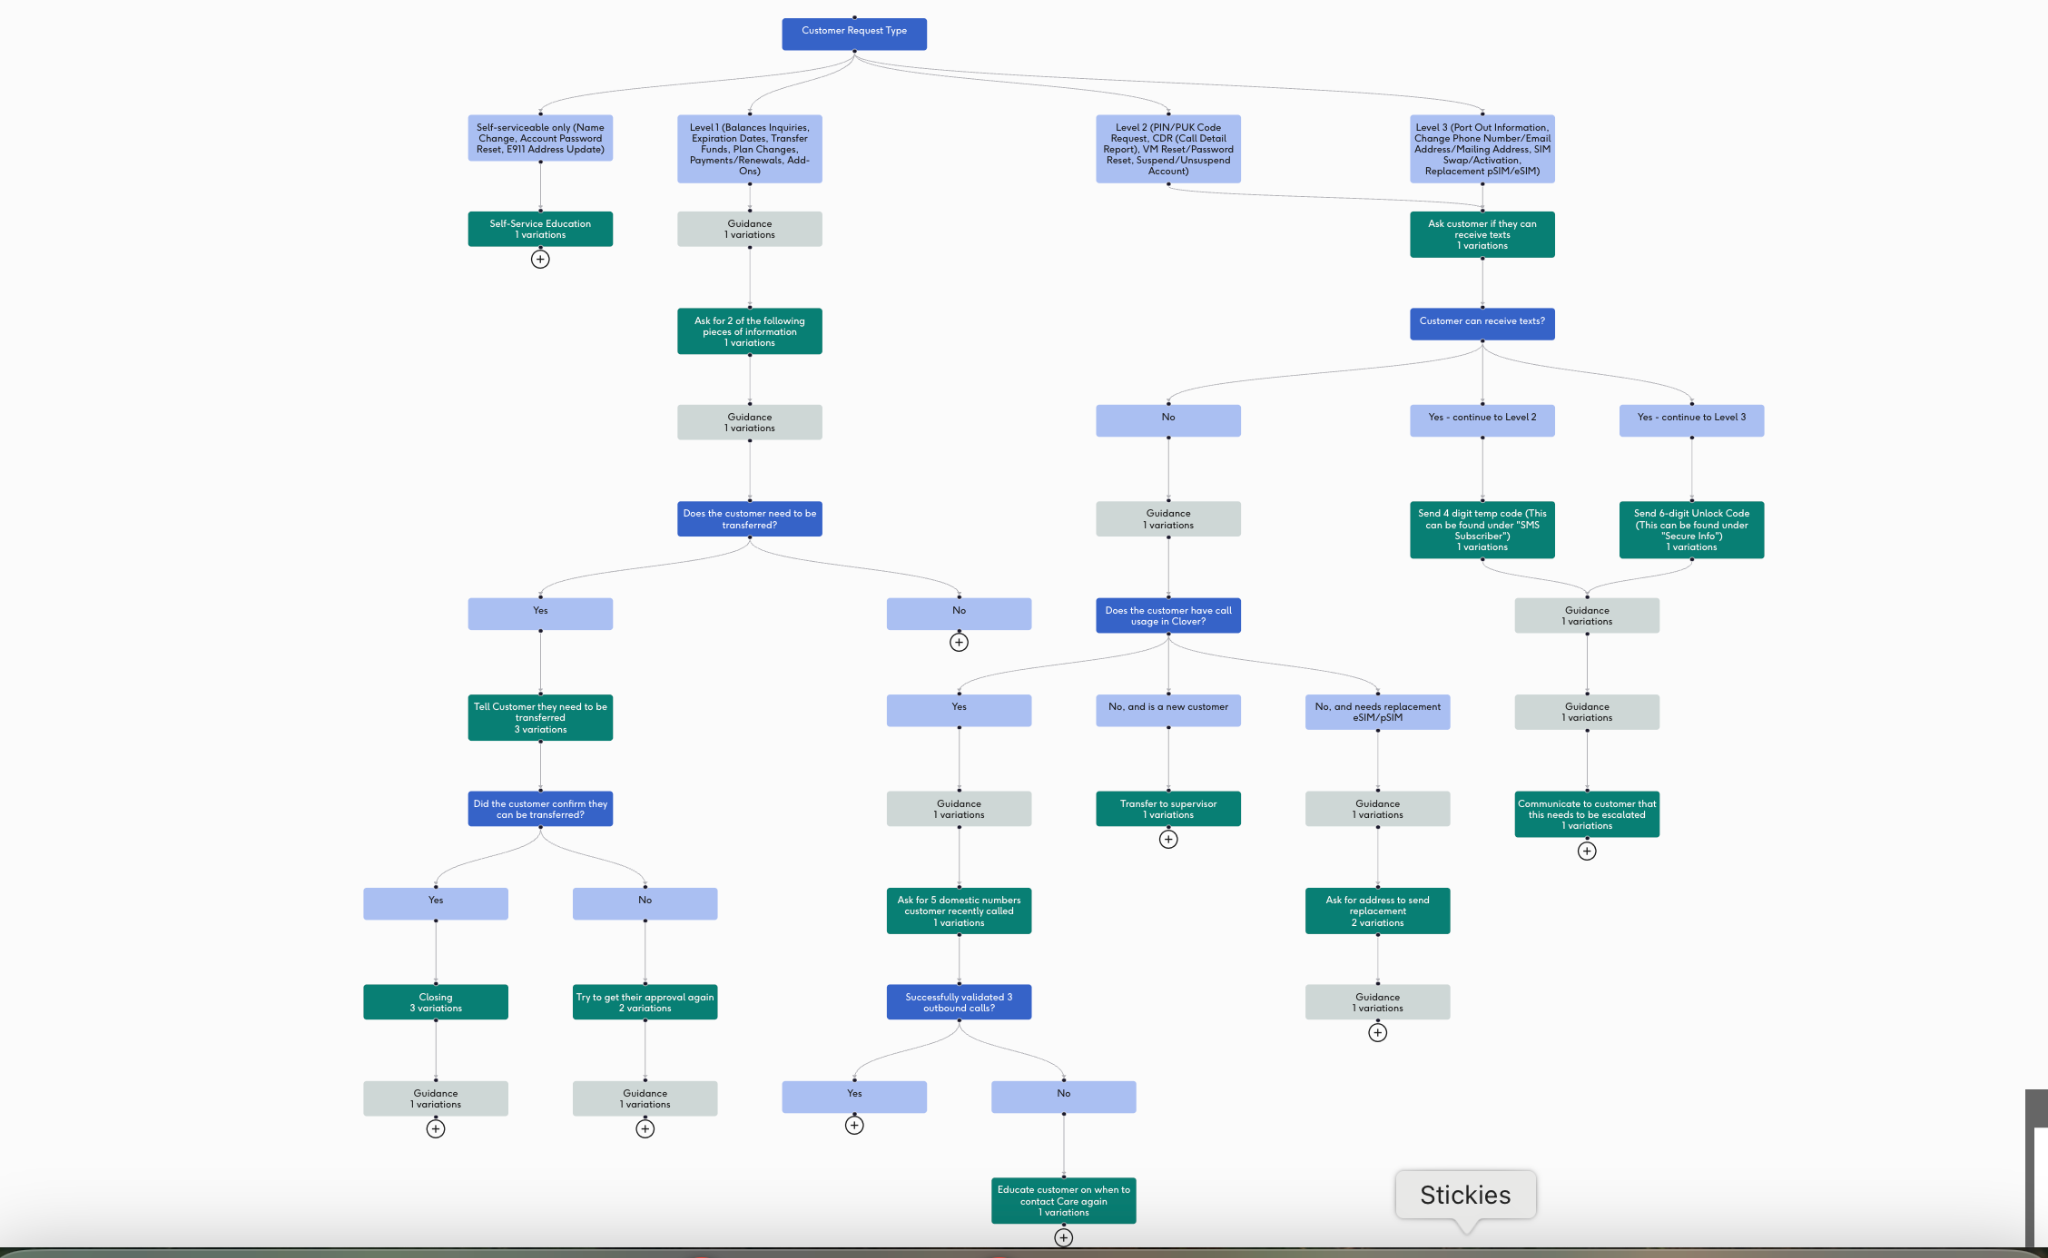 Customer Request Type
Self-serviceable only (Name
Change, Account Password
Reset, E911 Address Update)
Level 1 (Balances Inquiries,
Expiration Dates, Transfer
Funds, Plan Changes,
Payments/Renewals, Add-
Ons)
Level 2 (PIN/PUK Code
Request, CDR (Call Detail
Report), VM Reset/Password
Reset, Suspend/Unsuspend
Account)
Level 3 (Port Out Information,
Change Phone Number/Email
Address/Mailing Address, SIM
Swap/Activation,
Replacement pSIM/eSIM)
Self-Service Education
1 variations
Guidance
1 variations
Ask customer if they can
receive texts
1 variations
Ask for 2 of the following
pieces of information
1 variations
Customer can receive texts?
Guidance
1 variations
No
Yes - continue to Level 2
Yes - continue to Level 3
Does the customer need to be
transferred?
Guidance
1 variations
Send 4 digit temp code (This
can be found under "SMS
Subscriber")
1 variations
Send 6-digit Unlock Code
(This can be found under
"Secure Info")
1 variations
Yes
No
Does the customer have call
usage in Clover?
Guidance
1 variations
Tell Customer they need to be
transferred
3 variations
Yes
No, and is a new customer
No, and needs replacement
eSIM/pSIM
Guidance
1 variations
Did the customer confirm they
can be transferred?
Guidance
1 variations
Transfer to supervisor
1 variations
Guidance
1 variations
Communicate to customer that
this needs to be escalated
1 variations
Yes
No
Ask for 5 domestic numbers
customer recently called
1 variations
Ask for address to send
replacement
2 variations
Closing
3 variations
Try to get their approval again
2 variations
Successfully validated 3
outbound calls?
Guidance
1 variations
Guidance
1 variations
Guidance
1 variations
Yes
No
Educate customer on when to
contact Care again
1 variations
Stickies